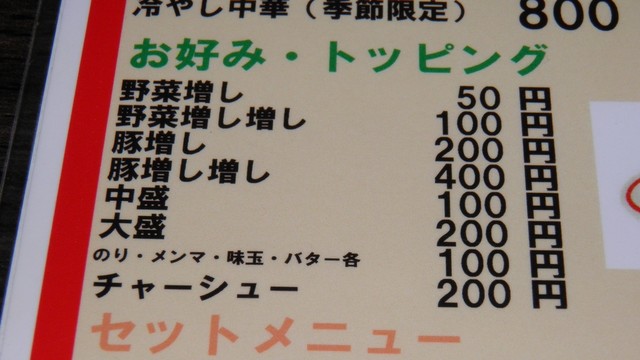 冷やし中華（季節限定） 800
お好み・トッピング
野菜増し 50円
野菜増し増し 100円
豚増し 200円
豚増し増し 400円
中盛 100円
大盛 200円
のり・メンマ・味玉・バター各 100円
チャーシュー 200円
セットメニュー